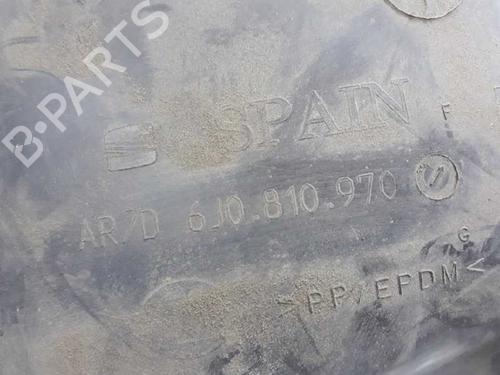 B·PARTS
SPAIN
F
AR/D 6J0.810.970
G
>PP/EPDM<